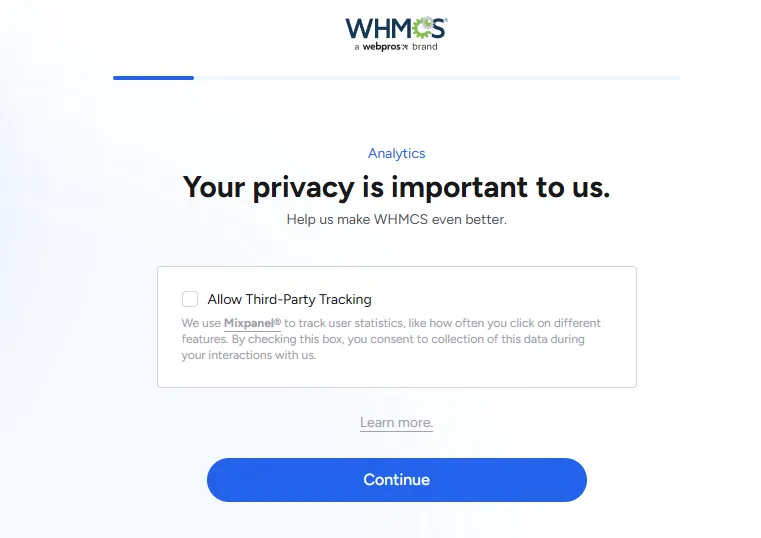 WHMCS
a webpros brand
Analytics
Your privacy is important to us.
Help us make WHMCS even better.
Allow Third-Party Tracking
We use Mixpanel® to track user statistics, like how often you click on different
features. By checking this box, you consent to collection of this data during
your interactions with us.
Learn more.
Continue